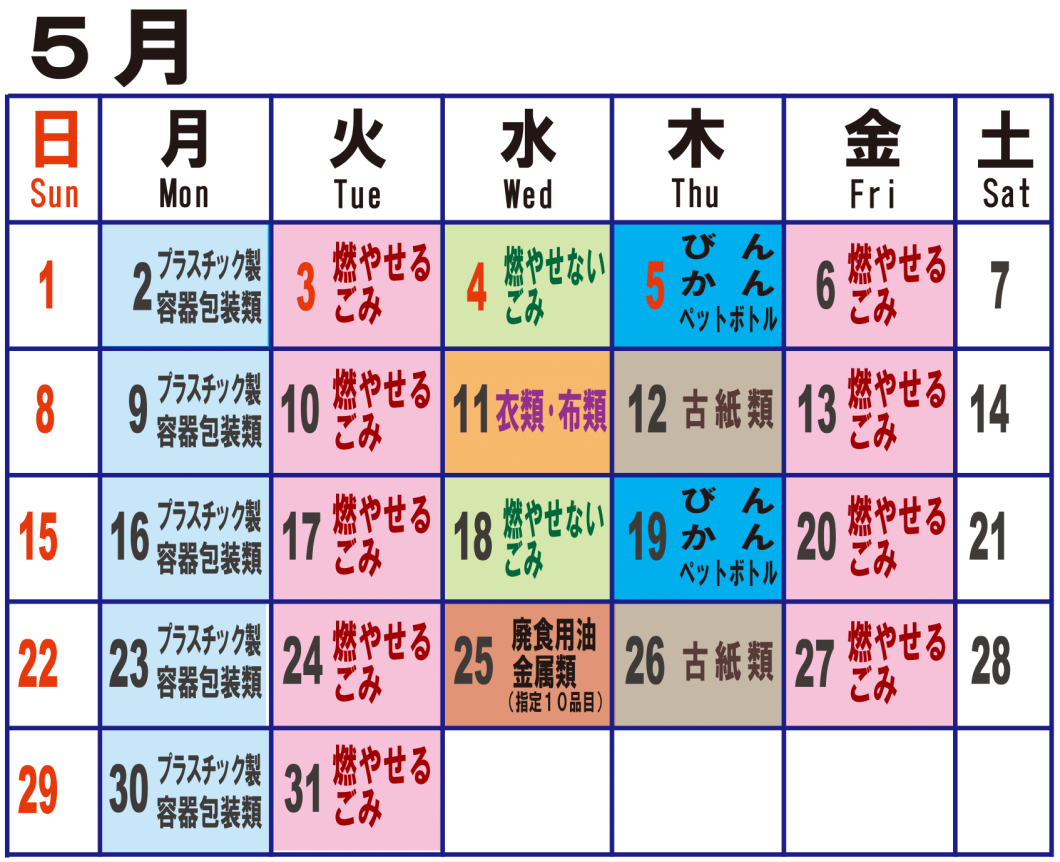 5月
日 月 火 水 木 金 土
Sun Mon Tue Wed Thu Fri Sat
1
2 プラスチック製
容器包装類
3 燃やせる
ごみ
4 燃やせない
ごみ
5 びん
かん
ペットボトル
6 燃やせる
ごみ
7
8
9 プラスチック製
容器包装類
10 燃やせる
ごみ
11 衣類・布類
12 古紙類
13 燃やせる
ごみ
14
15
16 プラスチック製
容器包装類
17 燃やせる
ごみ
18 燃やせない
ごみ
19 びん
かん
ペットボトル
20 燃やせる
ごみ
21
22
23 プラスチック製
容器包装類
24 燃やせる
ごみ
25 廃食用油
金属類
(指定10品目)
26 古紙類
27 燃やせる
ごみ
28
29
30 プラスチック製
容器包装類
31 燃やせる
ごみ